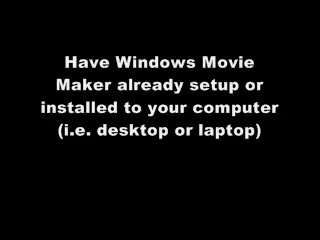 Have Windows Movie
Maker already setup or
installed to your computer
(i.e. desktop or laptop)